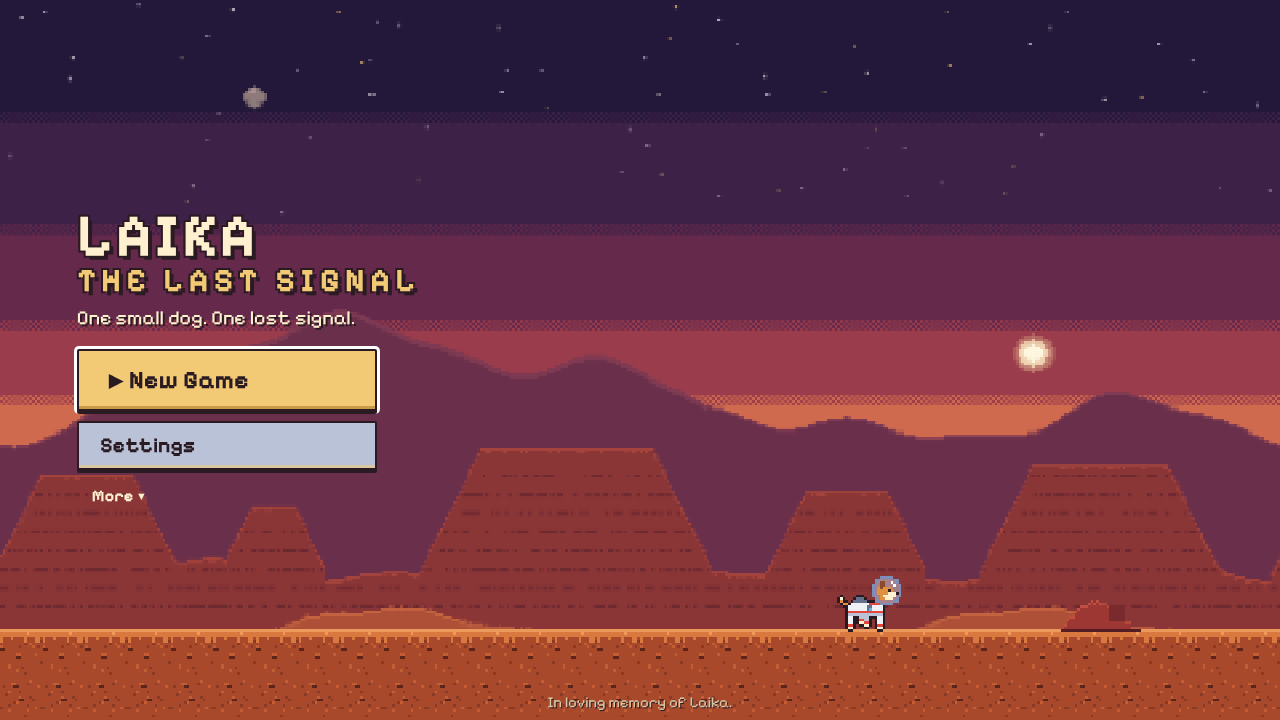 LAIKA
THE LAST SIGNAL
One small dog. One lost signal.
▶ New Game
Settings
More ▾
In loving memory of Laika.